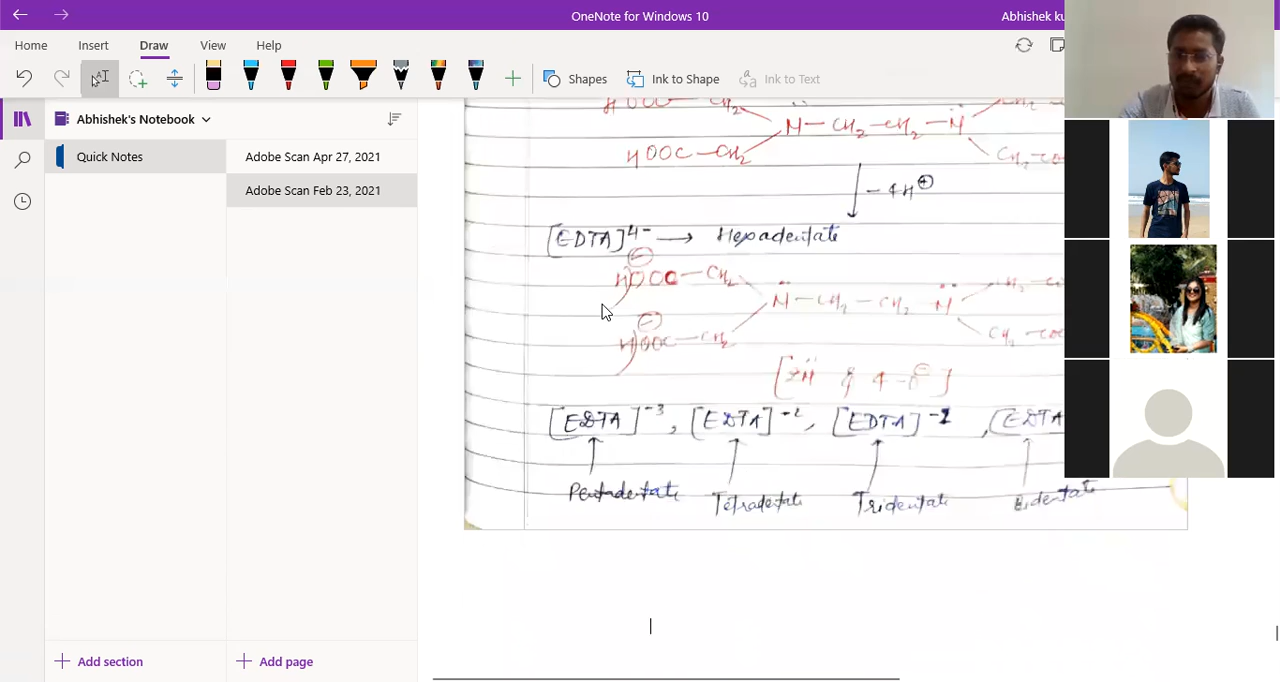 OneNote for Windows 10
Abhishek ku
Home Insert Draw View Help
Shapes Ink to Shape Ink to Text
Abhishek's Notebook
Quick Notes
Adobe Scan Apr 27, 2021
Adobe Scan Feb 23, 2021
HOOC CH2
N̈ — CH2 — CH2 — N̈
HOOC — CH2
- 4H⊕
[EDTA]4- → Hexadentate
HOOC — CH2
N̈ — CH2 — CH2 — N̈
HOOC — CH2
CH2 — COO
[EDTA]-3, [EDTA]-2, [EDTA]-1, [EDTA
Pentadentate Tetradentate Tridentate Bidentate
Add section
Add page